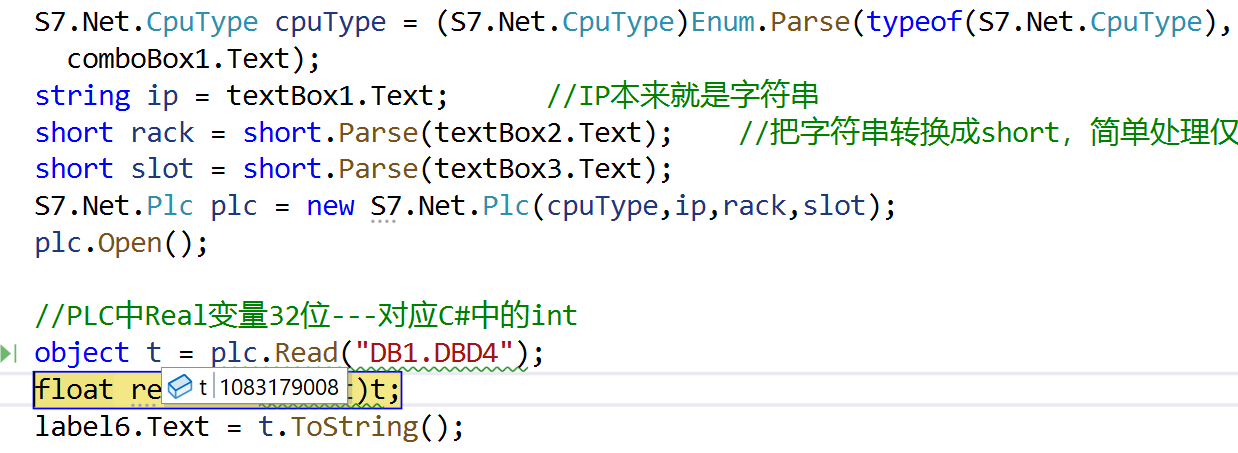 S7.Net.CpuType cpuType = (S7.Net.CpuType)Enum.Parse(typeof(S7.Net.CpuType),
comboBox1.Text);
string ip = textBox1.Text; //IP本来就是字符串
short rack = short.Parse(textBox2.Text); //把字符串转换成short，简单处理仅
short slot = short.Parse(textBox3.Text);
S7.Net.Plc plc = new S7.Net.Plc(cpuType,ip,rack,slot);
plc.Open();
//PLC中Real变量32位---对应C#中的int
object t = plc.Read("DB1.DBD4");
float re t 1083179008 )t;
label6.Text = t.ToString();